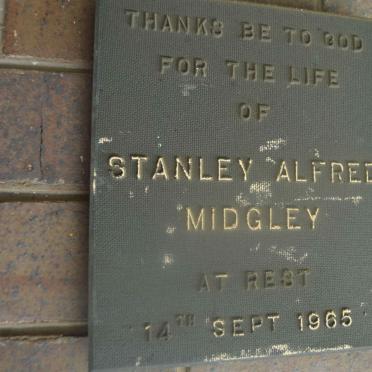 THANKS BE TO GOD
FOR THE LIFE
OF
STANLEY ALFRED
MIDGLEY
AT REST
14TH SEPT 1965